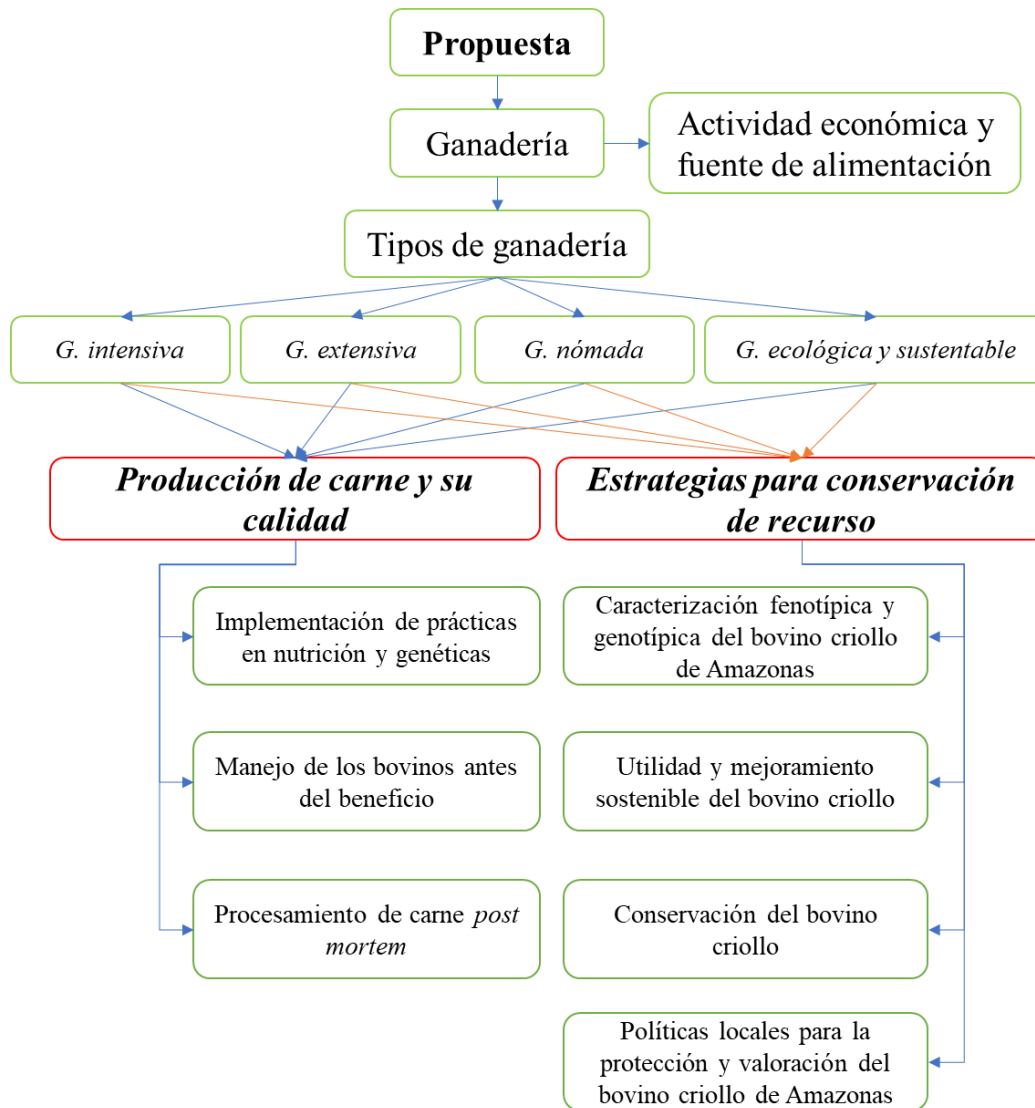 Propuesta
Ganadería
Actividad económica y
fuente de alimentación
Tipos de ganadería
G. intensiva
G. extensiva
G. nómada
G. ecológica y sustentable
Producción de carne y su
calidad
Estrategias para conservación
de recurso
Implementación de prácticas
en nutrición y genéticas
Caracterización fenotípica y
genotípica del bovino criollo
de Amazonas
Manejo de los bovinos antes
del beneficio
Utilidad y mejoramiento
sostenible del bovino criollo
Procesamiento de carne post
mortem
Conservación del bovino
criollo
Políticas locales para la
protección y valoración del
bovino criollo de Amazonas